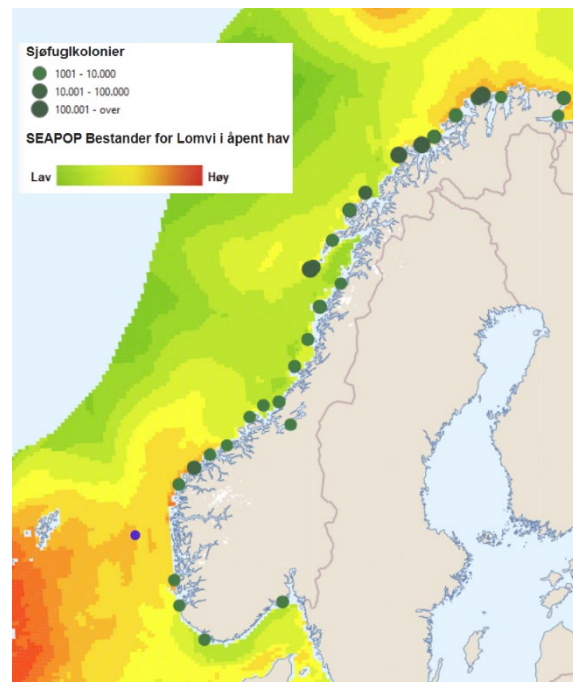 Sjøfuglkolonier
1001 - 10.000
10.001 - 100.000
100.001 - over
SEAPOP Bestander for Lomvi i åpent hav
Lav Høy